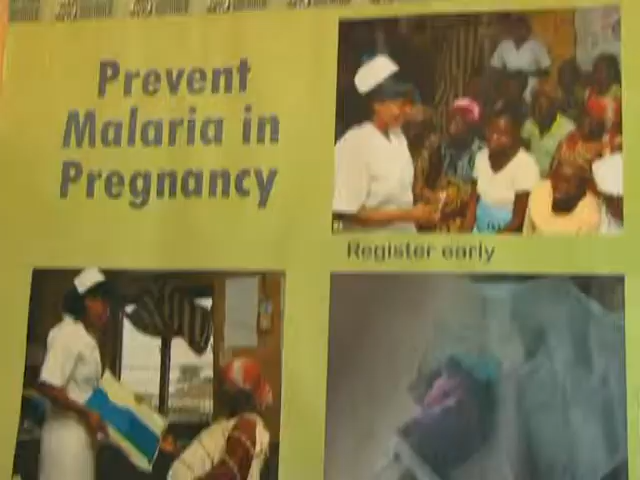 Prevent
Malaria in
Pregnancy
Register early